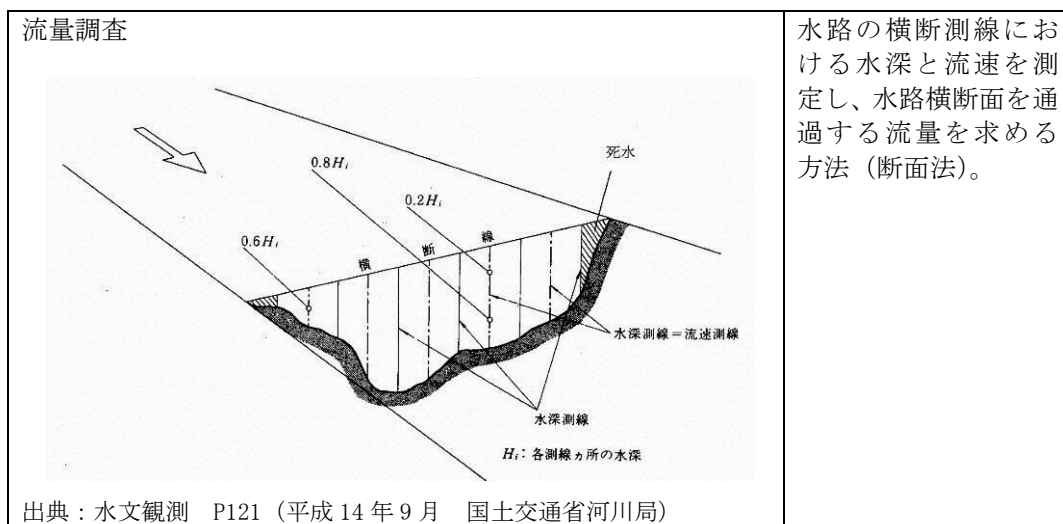 流量調査
死水
0.8Hi
0.2Hi
0.6Hi
横断線
水深測線＝流速測線
水深測線
Hi：各測線ヵ所の水深
出典：水文観測　P121（平成 14 年 9 月　国土交通省河川局）
水路の横断測線にお
ける水深と流速を測
定し、水路横断面を通
過する流量を求める
方法（断面法）。